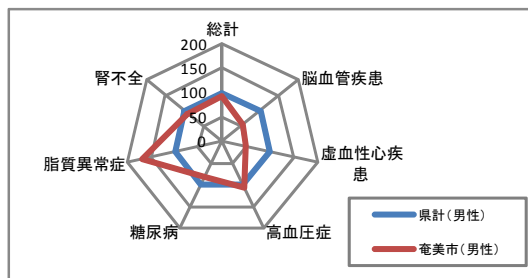 総計
200
150
100
50
0
脳血管疾患
虚血性心疾
患
高血圧症
糖尿病
脂質異常症
腎不全
県計(男性)
奄美市(男性)